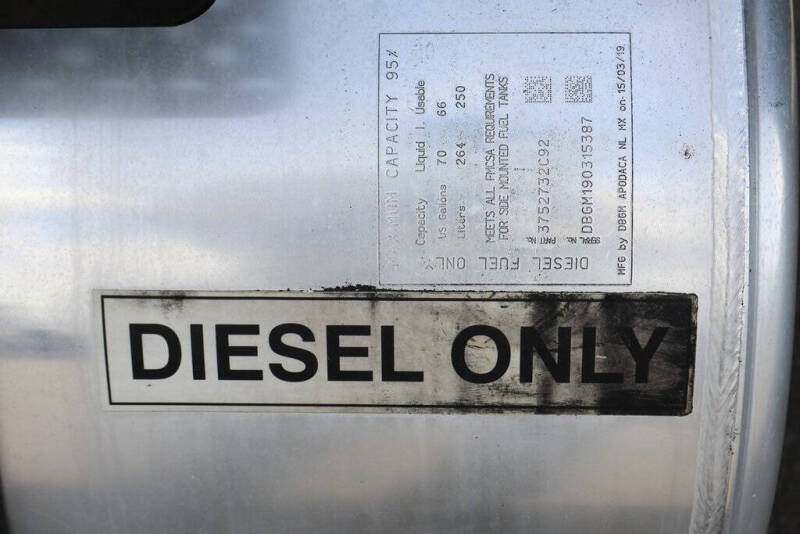 MAXIMUM CAPACITY 95%
Capacity Liquid l. Usable
US Gallons 70 66
Liters 264 250
MEETS ALL FMCSA REQUIREMENTS
FOR SIDE MOUNTED FUEL TANKS
PART № 3752732C92
SERIAL № DBGM190315387
MFG by DBGM APODACA NL MX on 15/03/19
DIESEL FUEL ONLY
DIESEL ONLY